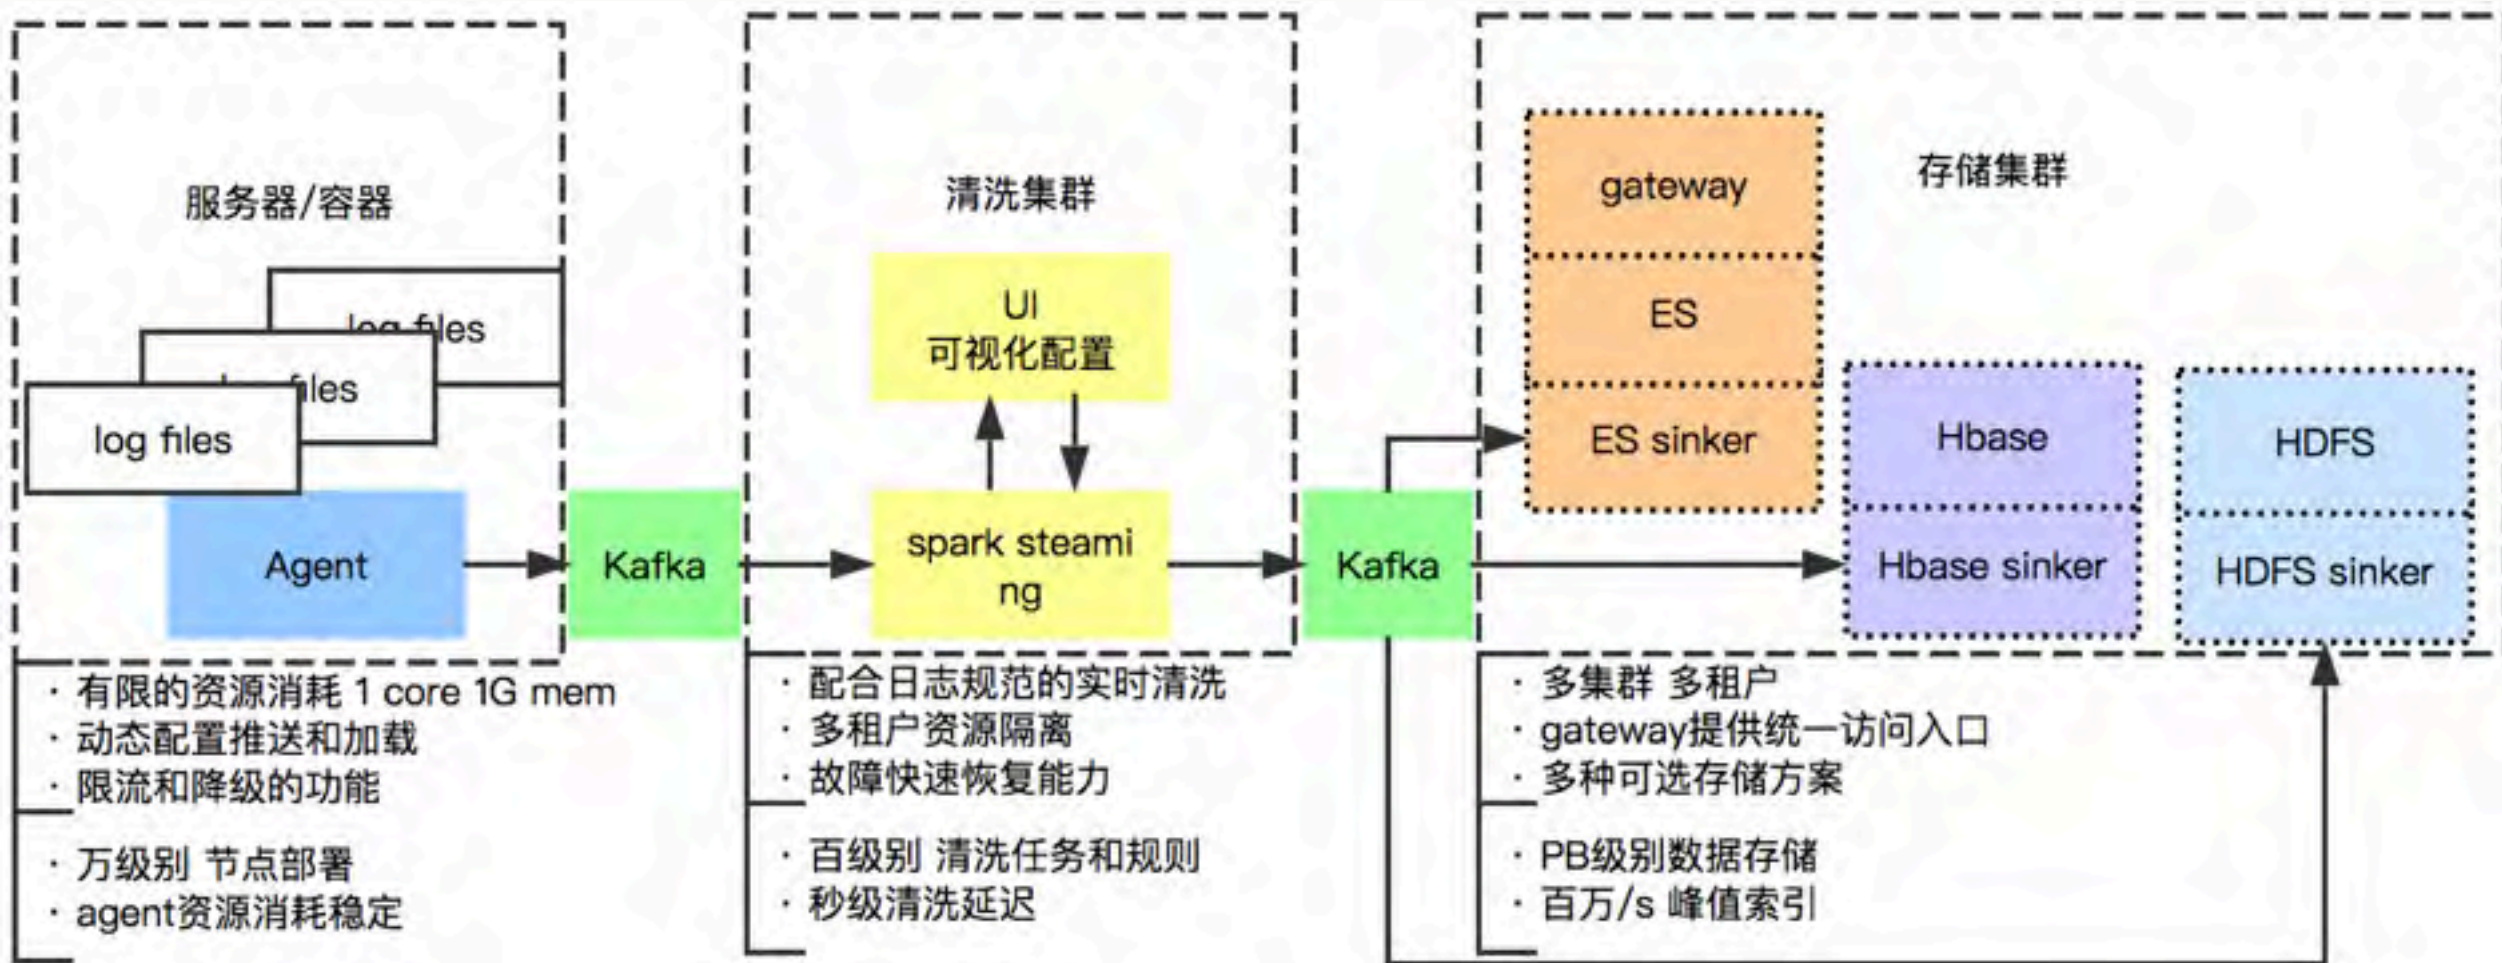 服务器/容器
log files
files
files
log files
Agent
Kafka
清洗集群
UI
可视化配置
spark steami
ng
Kafka
存储集群
gateway
ES
ES sinker
Hbase
Hbase sinker
HDFS
HDFS sinker
· 有限的资源消耗 1 core 1G mem
· 动态配置推送和加载
· 限流和降级的功能
· 万级别 节点部署
· agent资源消耗稳定
· 配合日志规范的实时清洗
· 多租户资源隔离
· 故障快速恢复能力
· 百级别 清洗任务和规则
· 秒级清洗延迟
· 多集群 多租户
· gateway提供统一访问入口
· 多种可选存储方案
· PB级别数据存储
· 百万/s 峰值索引